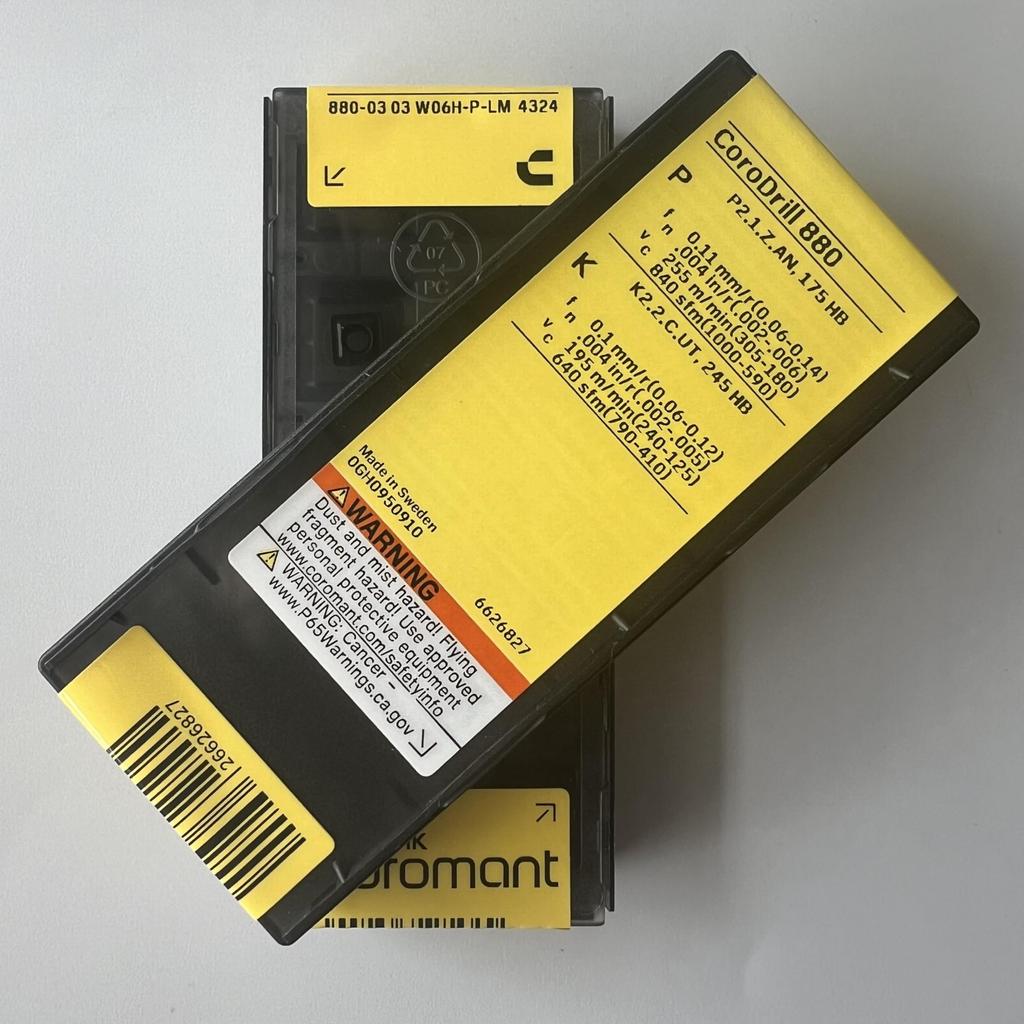 880-03 03 W06H-P-LM 4324
07
PC
CoroDrill 880
P
P2.1.Z.AN, 175 HB
fn 0.11 mm/r(0.06-0.14)
.004 in/r(.002-.006)
vc 255 m/min(305-180)
840 sfm(1000-590)
K
K2.2.C.UT, 245 HB
fn 0.1 mm/r(0.06-0.12)
.004 in/r(.002-.005)
vc 195 m/min(240-125)
640 sfm(790-410)
Made in Sweden
0GH0950910
6626827
WARNING
Dust and mist hazard! Flying
fragment hazard! Use approved
personal protective equipment
www.coromant.com/safetyinfo
WARNING: Cancer –
www.P65Warnings.ca.gov
26626827
oromant